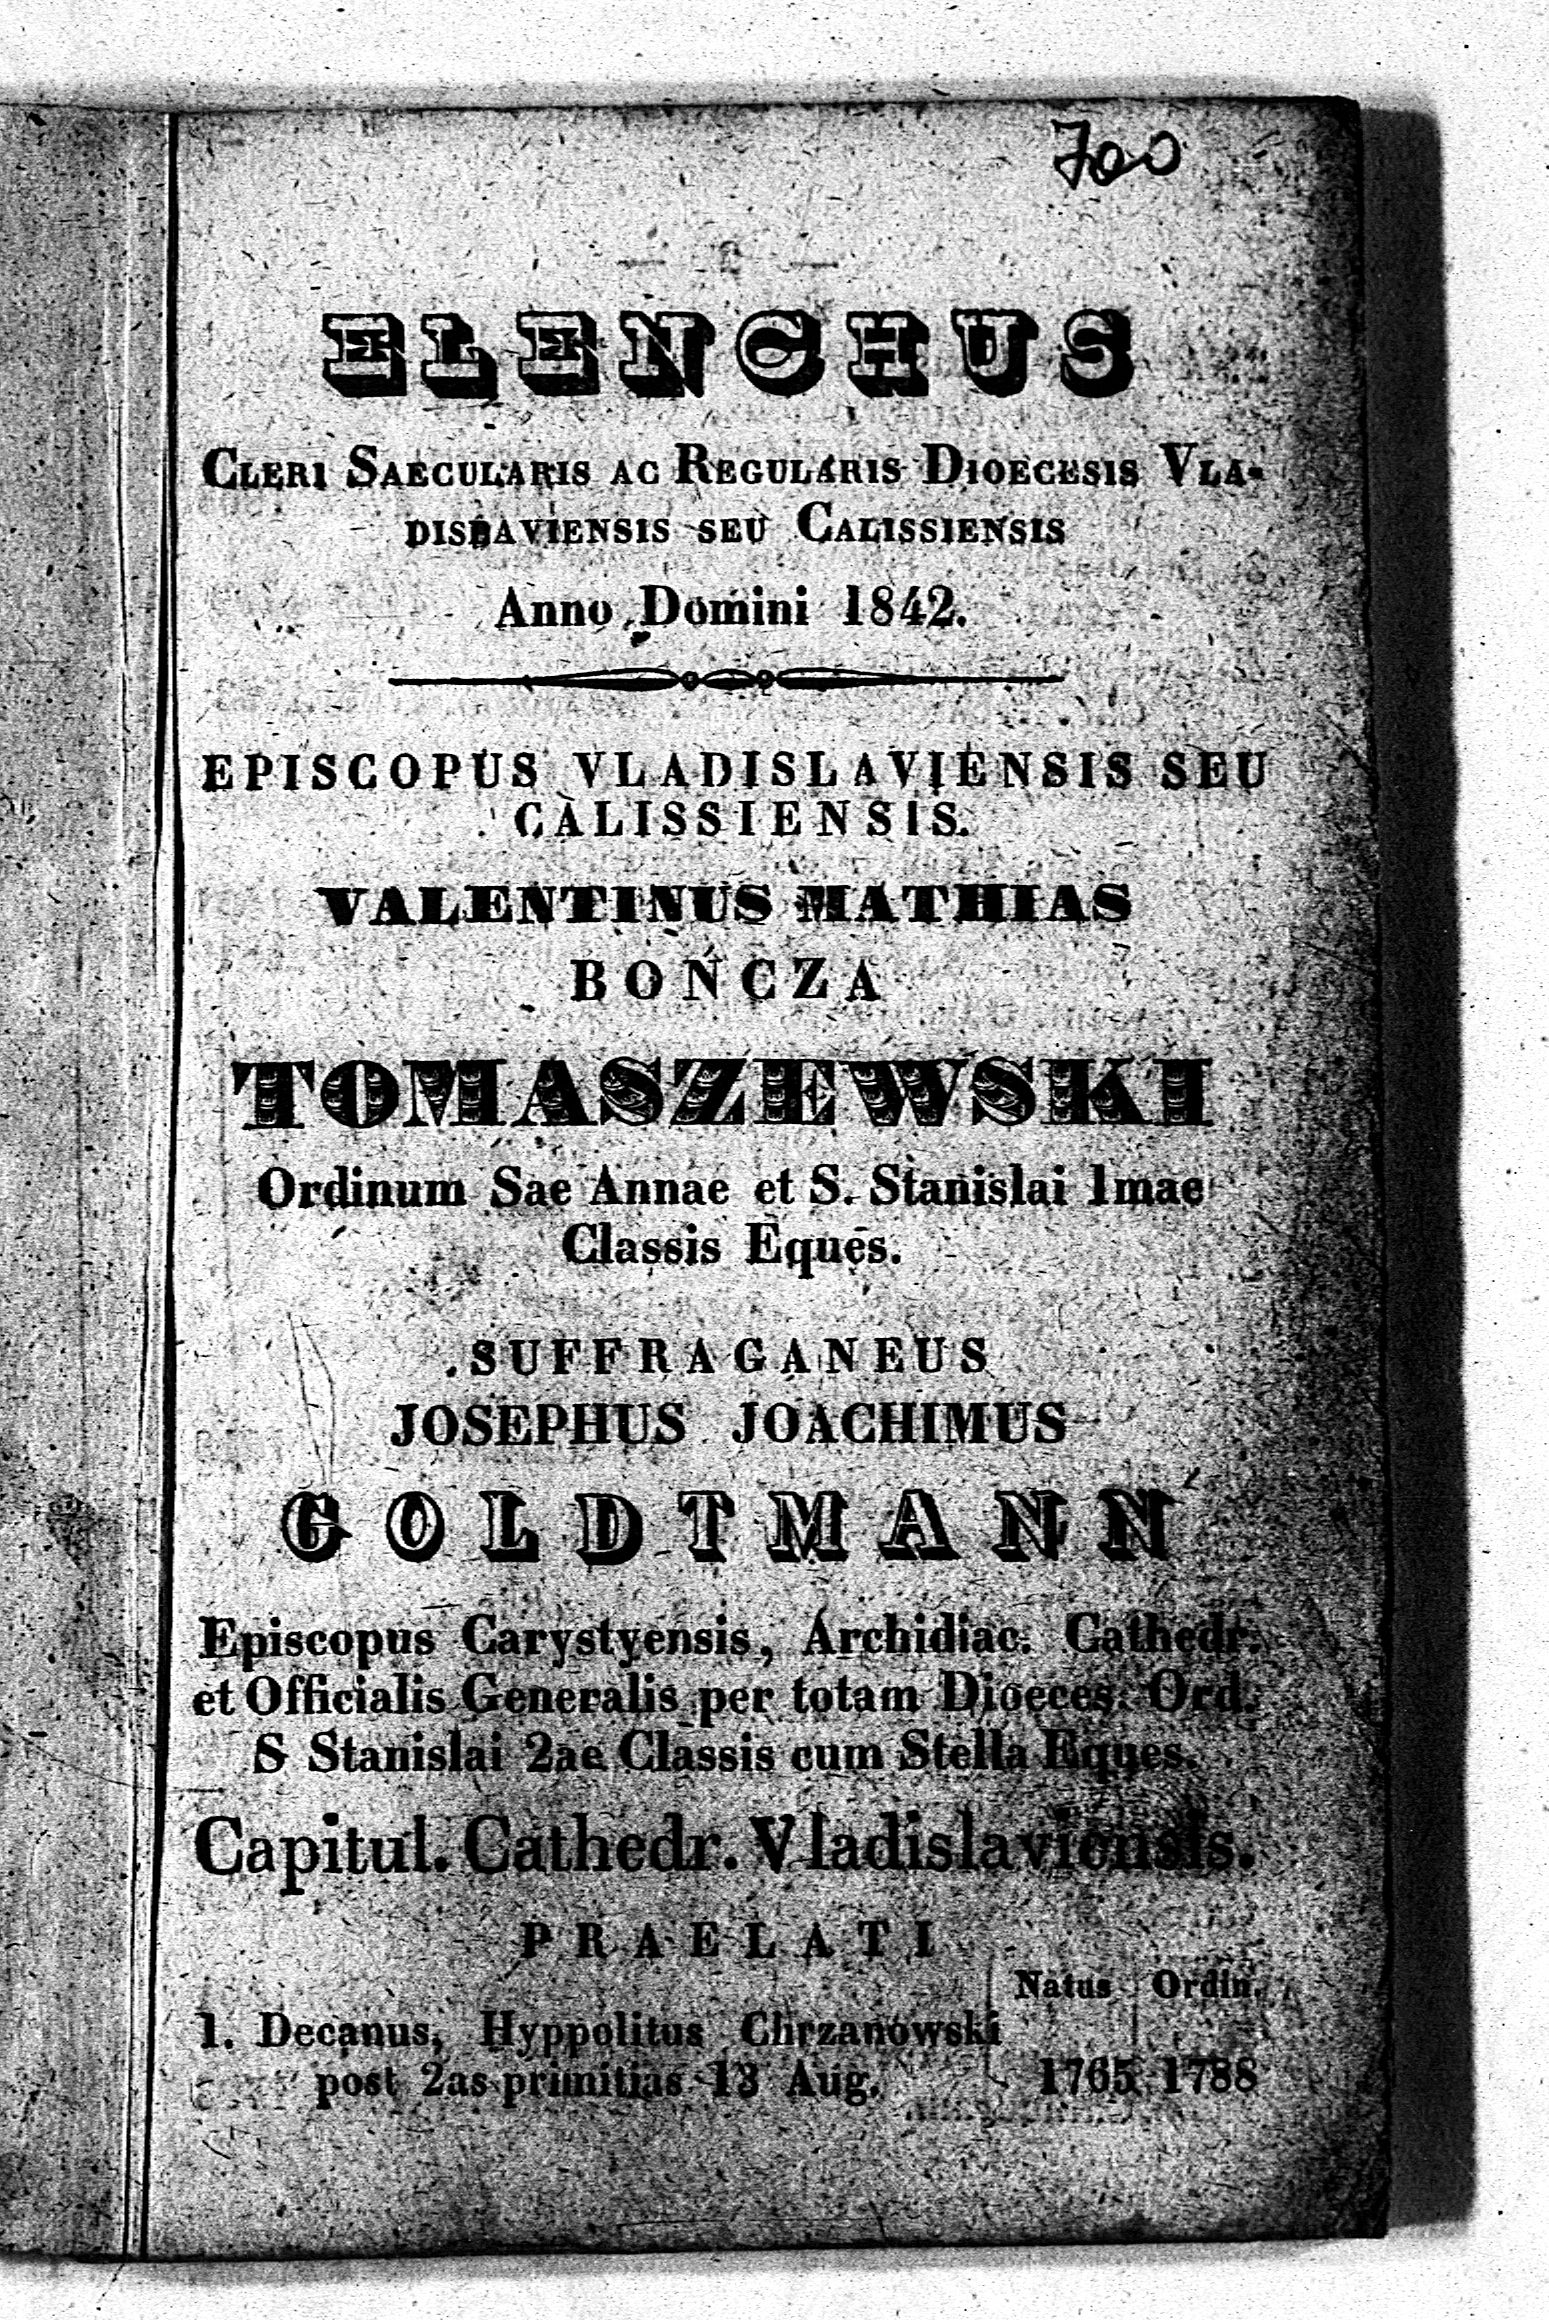 700
— 2 —
ELENCHUS
CLERI SAECULARIS AC REGULARIS DIOECESIS VLA-
DISLAVIENSIS SEU CALISSIENSIS
Anno Domini 1842.
EPISCOPUS VLADISLAVIENSIS SEU
CALISSIENSIS.
VALENTINUS MATHIAS
BOŃCZA
TOMASZEWSKI
Ordinum Sae Annae et S. Stanislai 1mae
Classis Eques.
SUFFRAGANEUS
JOSEPHUS JOACHIMUS
GOLDTMANN
Episcopus Carystyensis, Archidiac. Cathedr.
et Officialis Generalis per totam Dioeces. Ord.
S Stanislai 2ae Classis cum Stella Eques.
Capitul. Cathedr. Vladislaviensis.
PRAELATI
Natus Ordin.
1. Decanus, Hyppolitus Chrzanowski
post 2as primitias 13 Aug. 1765 1788